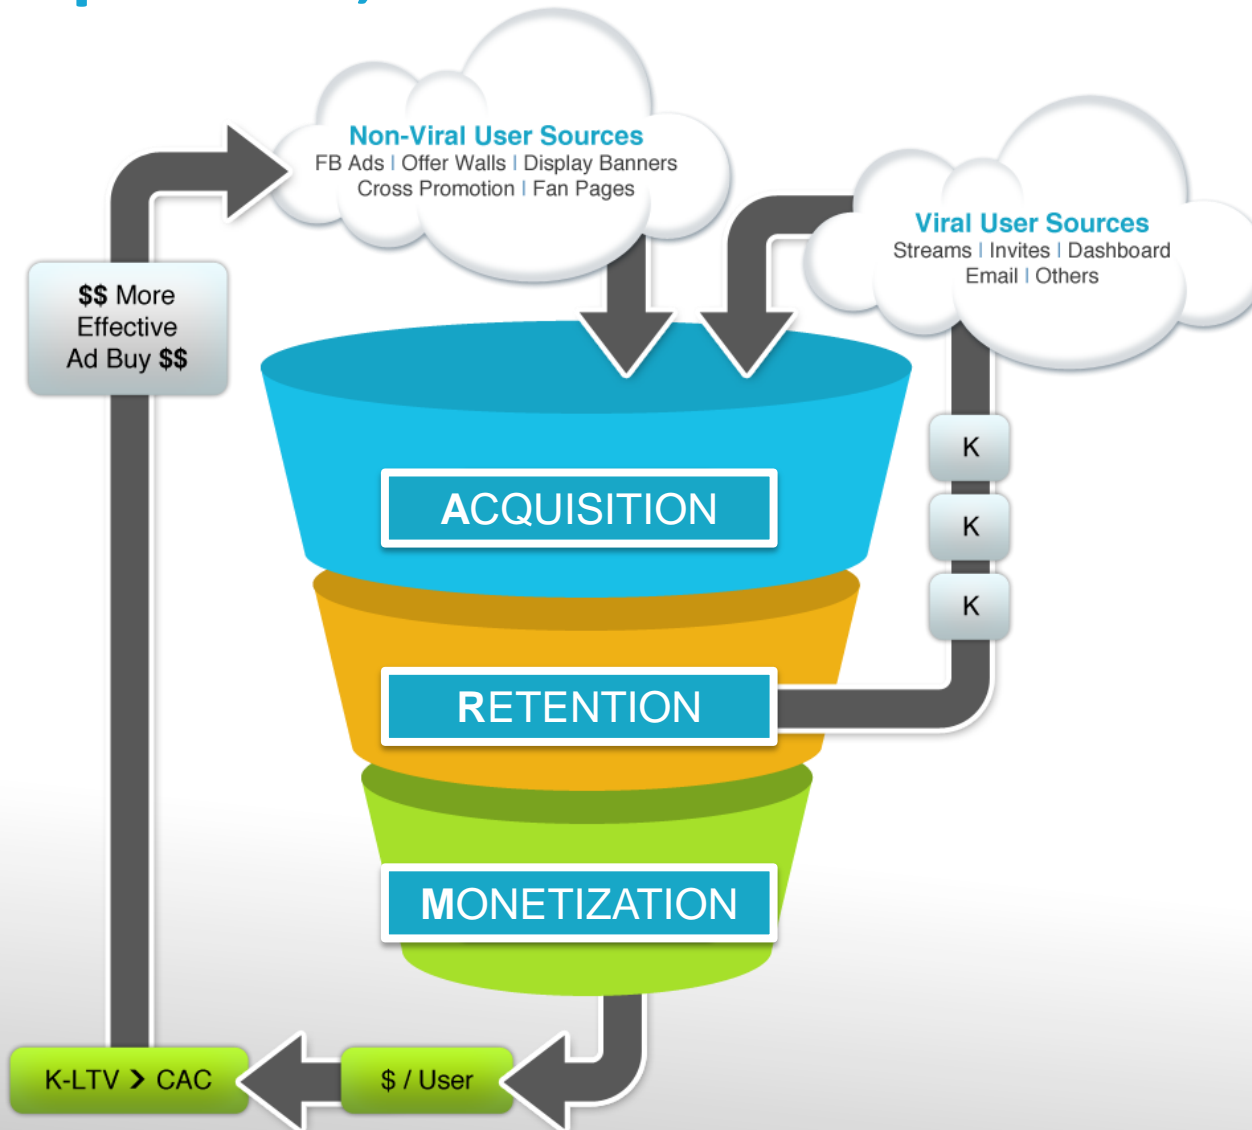 Non-Viral User Sources
FB Ads | Offer Walls | Display Banners
Cross Promotion | Fan Pages
Viral User Sources
Streams | Invites | Dashboard
Email | Others
$$ More
Effective
Ad Buy $$
K
K
K
ACQUISITION
RETENTION
MONETIZATION
K-LTV > CAC
$ / User